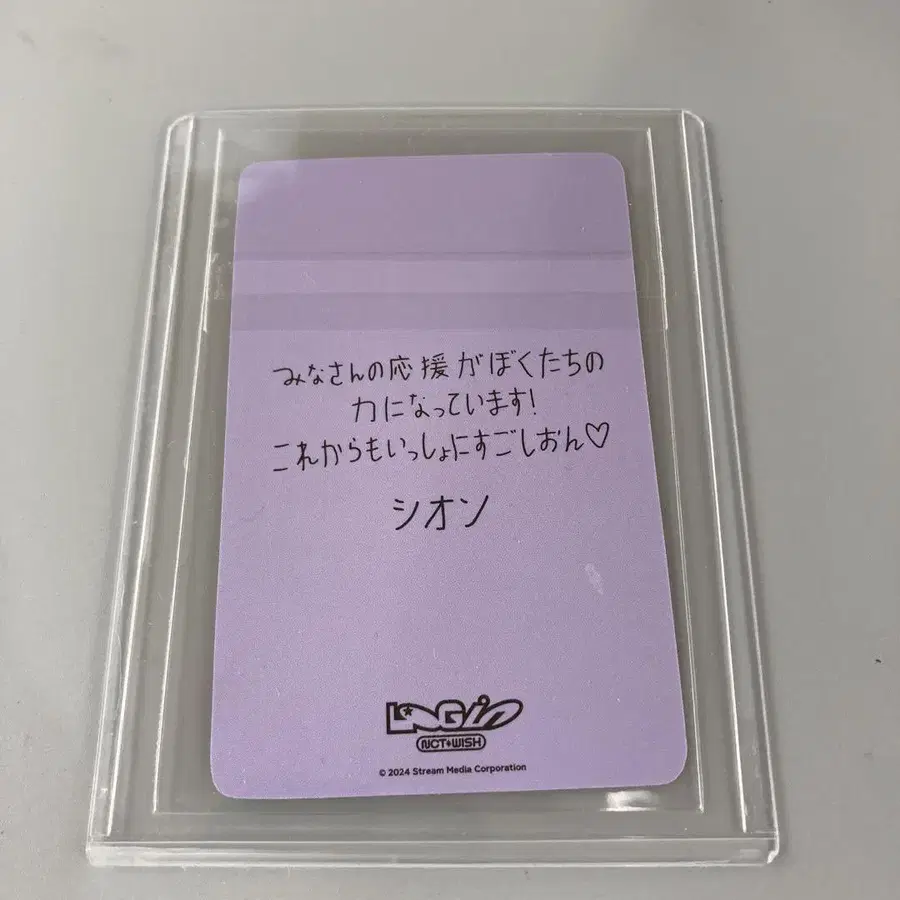 みなさんの応援がぼくたちの
力になっています!
これからもいっしょにすごしおん♡
シオン
LOGin
NCT WISH
© 2024 Stream Media Corporation